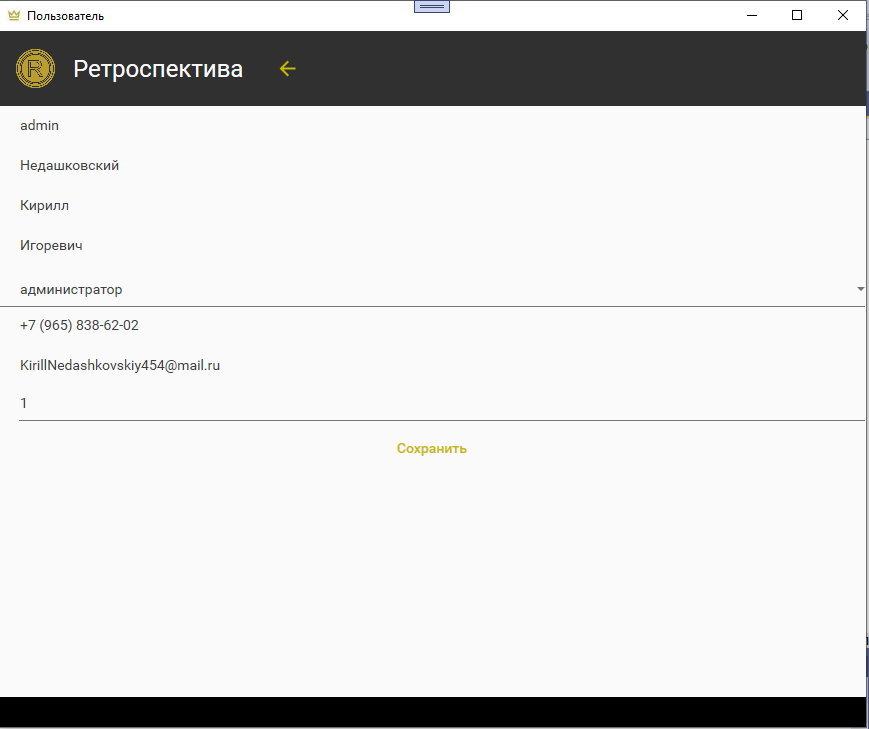 Пользователь
R
Ретроспектива
admin
Недашковский
Кирилл
Игоревич
администратор
+7 (965) 838-62-02
KirillNedashkovskiy454@mail.ru
1
Сохранить